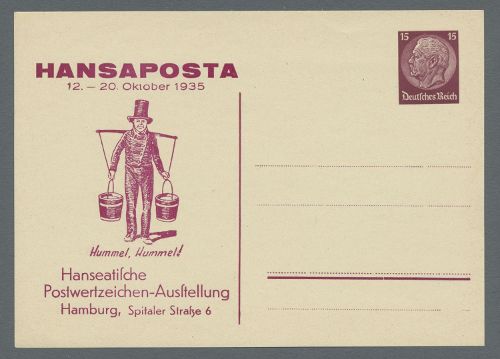 HANSAPOSTA
12. – 20. Oktober 1935
15 15
Deutsches Reich
Hummel, Hummel!
Hanseatiſche
Postwertzeichen-Ausſtellung
Hamburg, Spitaler Straße 6